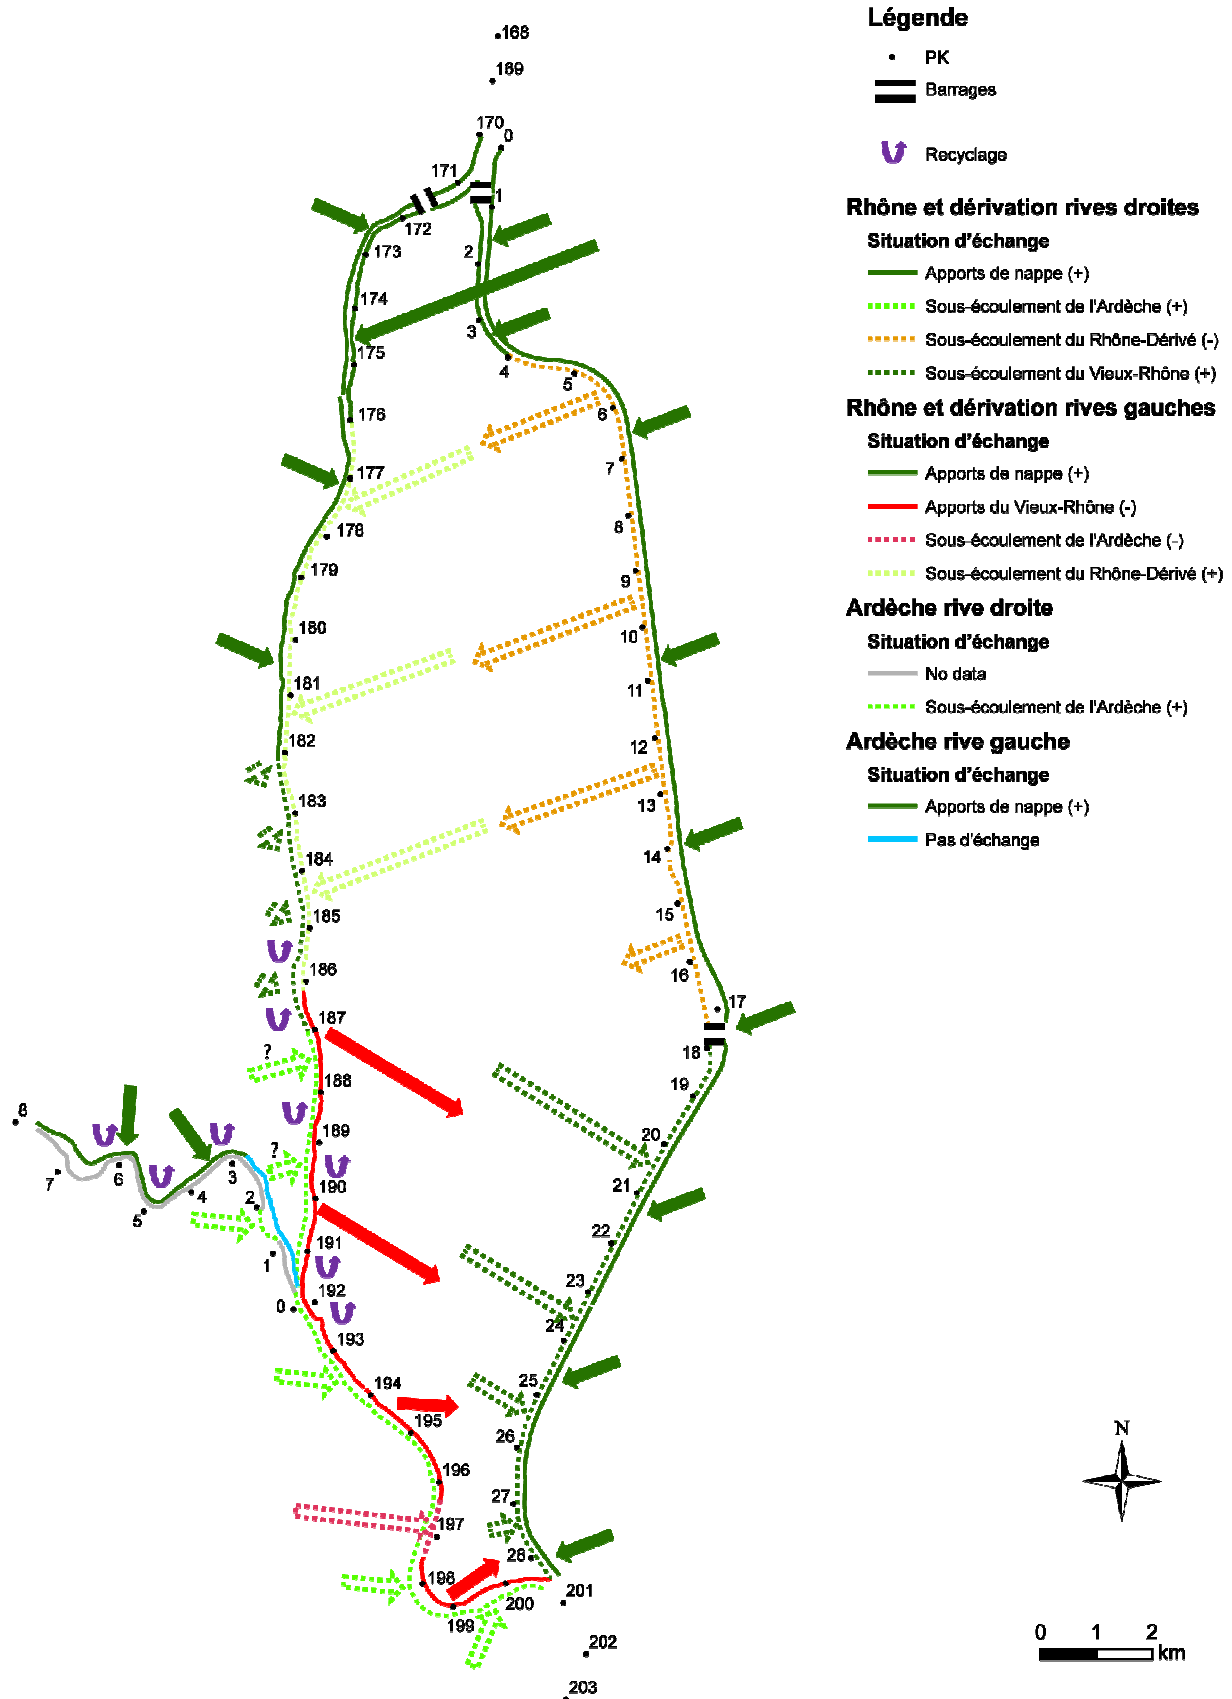 Légende
PK
Barrages
Recyclage
Rhône et dérivation rives droites
Situation d'échange
Apports de nappe (+)
Sous-écoulement de l'Ardèche (+)
Sous-écoulement du Rhône-Dérivé (-)
Sous-écoulement du Vieux-Rhône (+)
Rhône et dérivation rives gauches
Situation d'échange
Apports de nappe (+)
Apports du Vieux-Rhône (-)
Sous-écoulement de l'Ardèche (-)
Sous-écoulement du Rhône-Dérivé (+)
Ardèche rive droite
Situation d'échange
No data
Sous-écoulement de l'Ardèche (+)
Ardèche rive gauche
Situation d'échange
Apports de nappe (+)
Pas d'échange
168
169
170
171
172
173
174
175
176
177
178
179
180
181
182
183
184
185
186
187
188
189
190
191
192
193
194
195
196
197
198
199
200
201
202
203
0
1
2
3
4
5
6
7
8
9
10
11
12
13
14
15
16
17
18
19
20
21
22
23
24
25
26
27
28
8
7
6
5
4
3
2
1
0
?
?
N
0 1 2
km